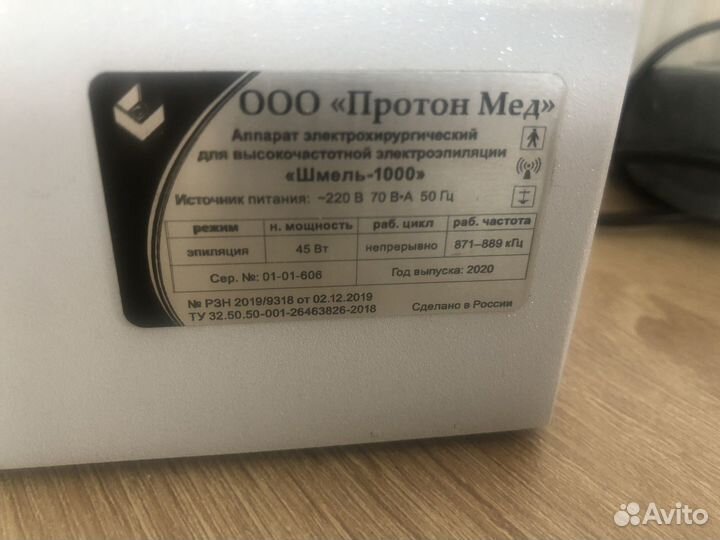 ООО «Протон Мед»
Аппарат электрохирургический
для высокочастотной электроэпиляции
«Шмель-1000»
Источник питания: ~220 В 70 В•А 50 Гц
режим н. мощность раб. цикл раб. частота
эпиляция 45 Вт непрерывно 871–889 кГц
Сер. №: 01-01-606 Год выпуска: 2020
№ РЗН 2019/9318 от 02.12.2019
ТУ 32.50.50-001-26463826-2018 Сделано в России
Avito